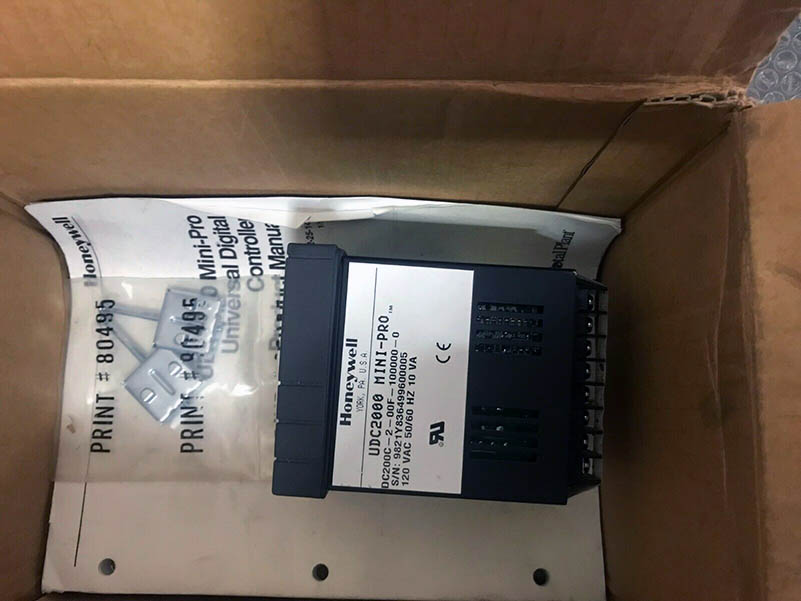 Honeywell
YORK, PA. U.S.A
UDC2000 MINI-PRO TM
DC200C-2-00F-100000-0
S/N: 9821Y836499600005
120 VAC 50/60 HZ 10 VA
CE
PRINT # 80495
PRINT # 80495
Honeywell
Mini-Pro
Universal Digital
Controller
Product Manual